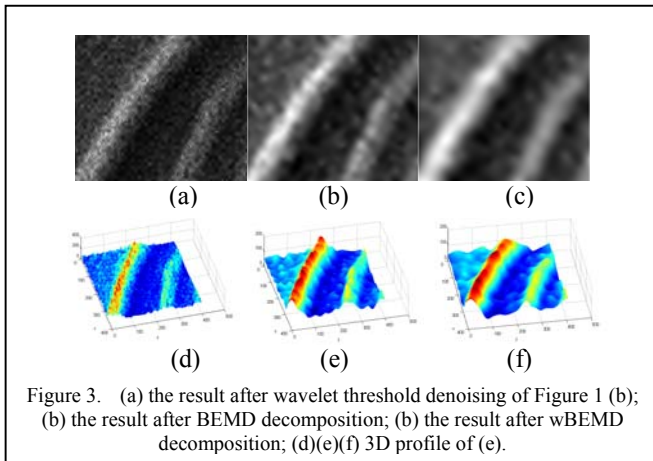 (a) (b) (c)
(d) (e) (f)
Figure 3. (a) the result after wavelet threshold denoising of Figure 1 (b);
(b) the result after BEMD decomposition; (b) the result after wBEMD
decomposition; (d)(e)(f) 3D profile of (e).